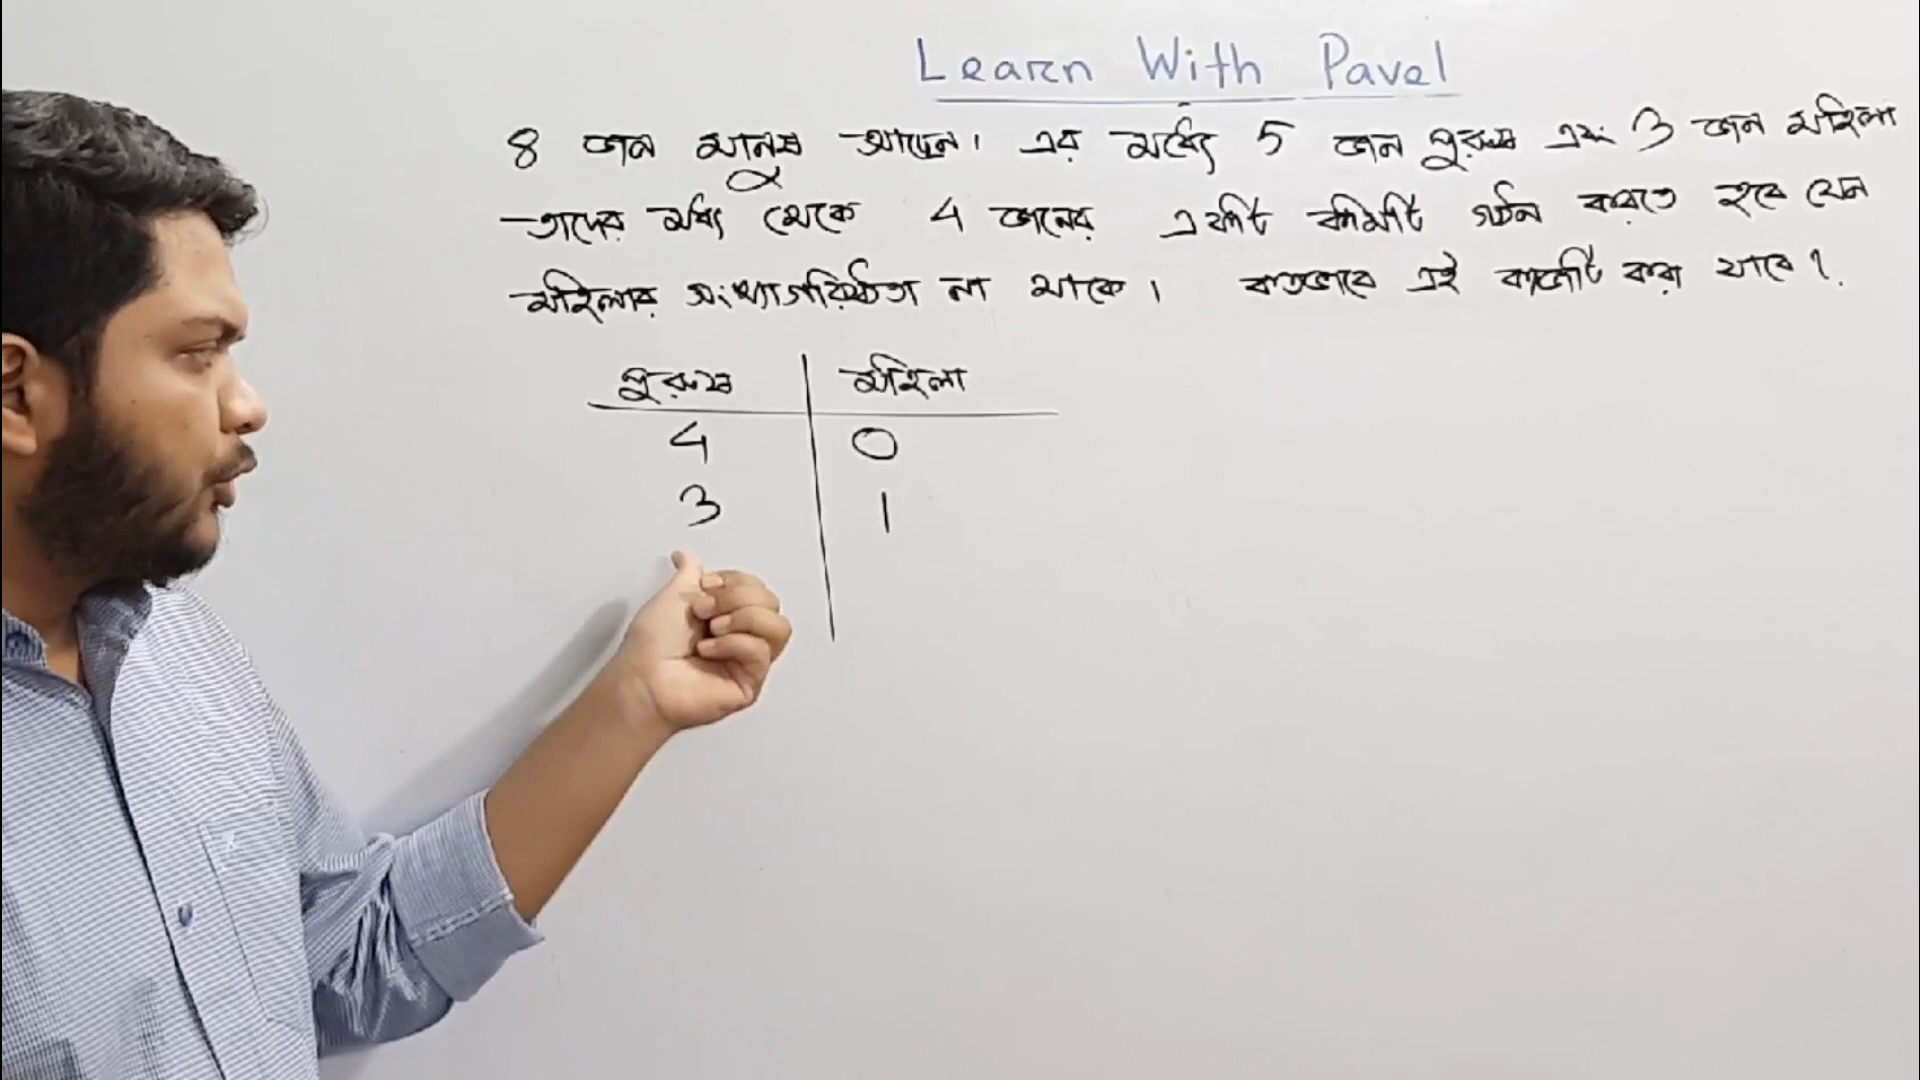 Learn With Pavel
8 জন মানুষ আছেন। এর মধ্যে 5 জন পুরুষ এবং 3 জন মহিলা
তাদের মধ্য থেকে 4 জনের একটি কমিটি গঠন করতে হবে যেন
মহিলার সংখ্যাগরিষ্ঠতা না থাকে। কতভাবে এই কাজটি করা যাবে?
পুরুষ মহিলা
4 0
3 1